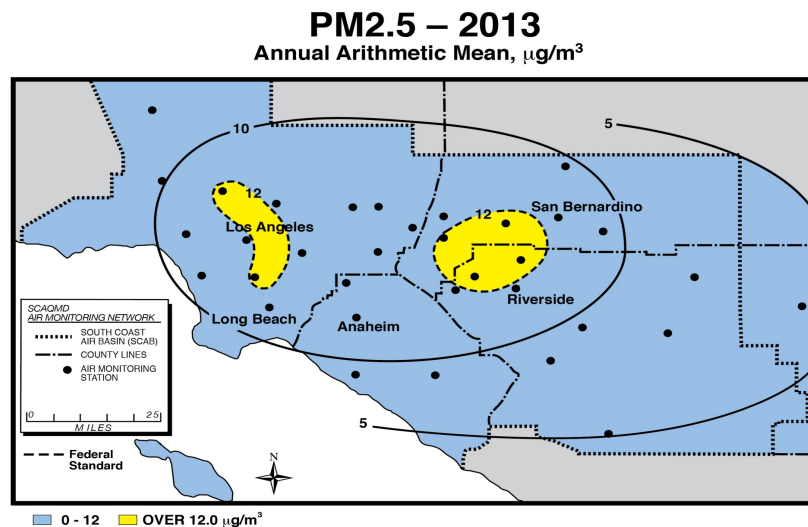 PM2.5 – 2013
Annual Arithmetic Mean, µg/m³
10
5
12
12
San Bernardino
Los Angeles
Riverside
Long Beach
Anaheim
SCAQMD
AIR MONITORING NETWORK
SOUTH COAST
AIR BASIN (SCAB)
COUNTY LINES
AIR MONITORING
STATION
0 25
MILES
5
Federal
Standard
N
0 - 12 OVER 12.0 µg/m³